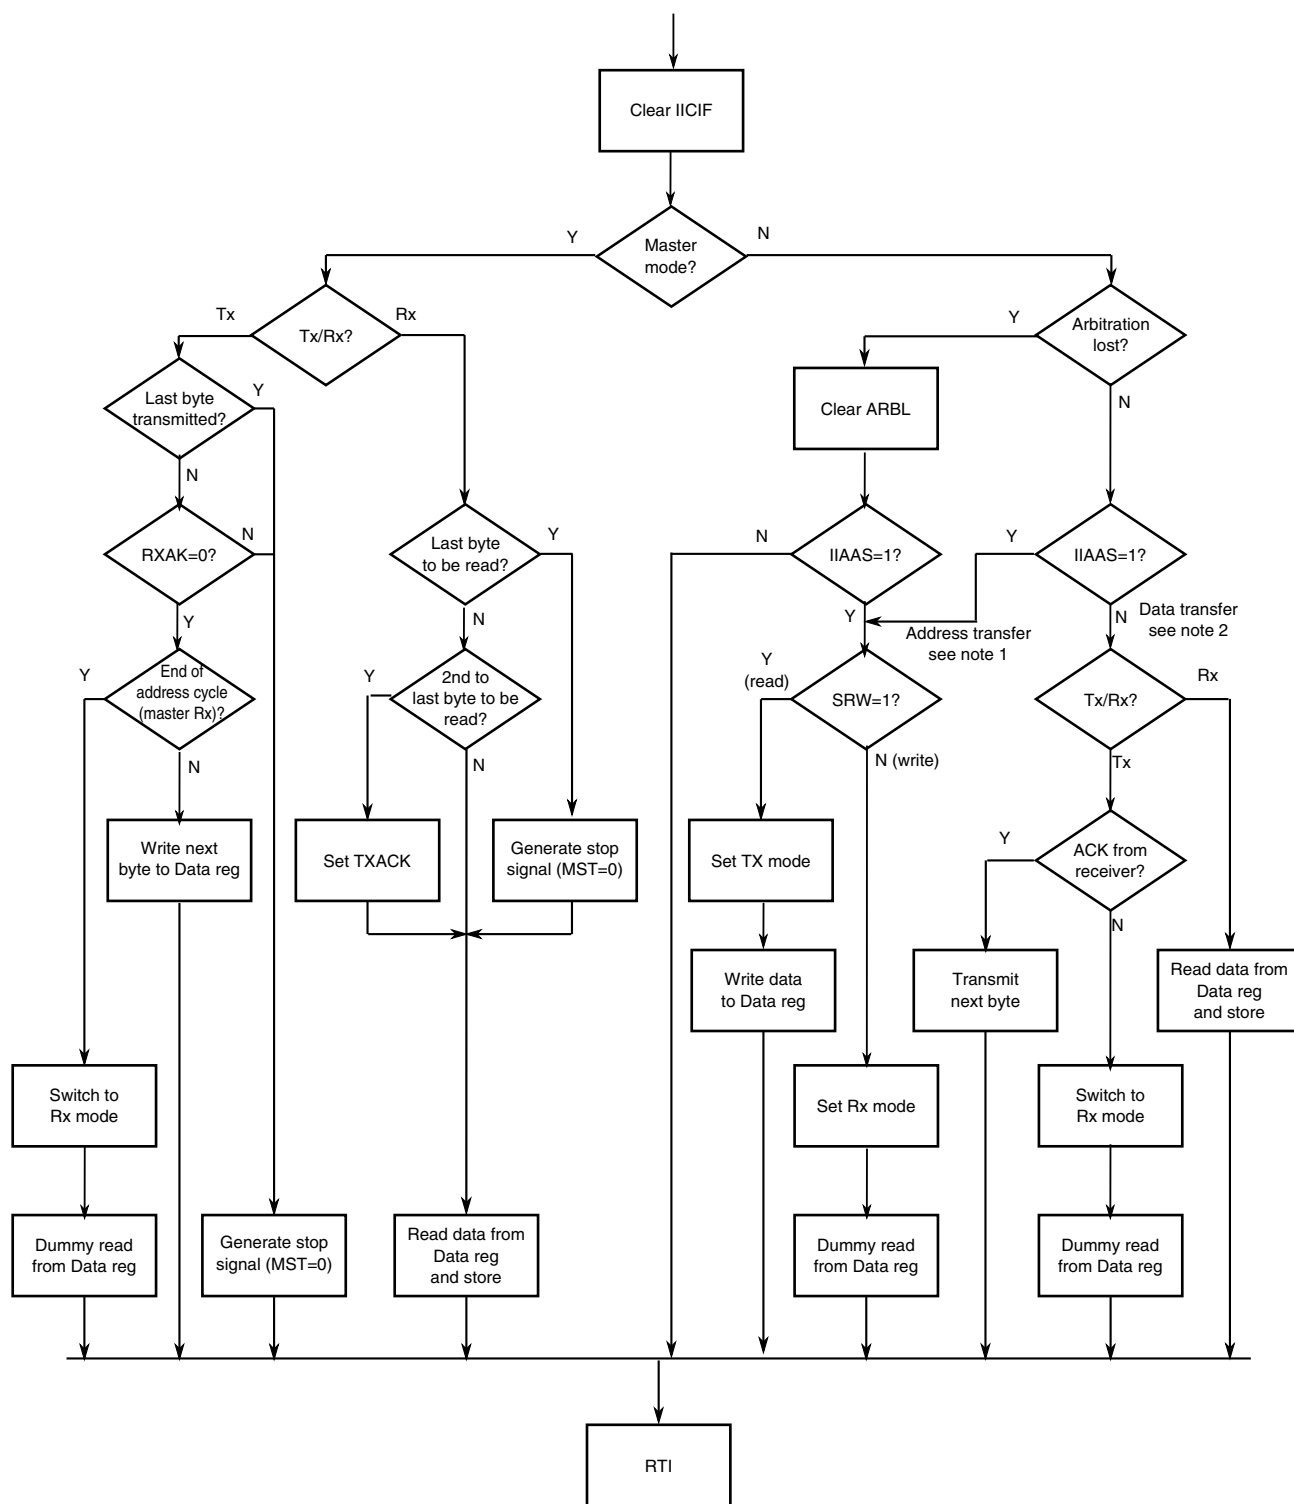 Clear IICIF
Master
mode?
Y
N
Tx/Rx?
Tx
Rx
Arbitration
lost?
Y
N
Last byte
transmitted?
Y
N
Clear ARBL
RXAK=0?
N
Y
Last byte
to be read?
Y
N
IIAAS=1?
N
Y
IIAAS=1?
Y
N
Address transfer
see note 1
Data transfer
see note 2
End of
address cycle
(master Rx)?
Y
N
2nd to
last byte to be
read?
Y
N
SRW=1?
Y
(read)
N (write)
Tx/Rx?
Rx
Tx
Write next
byte to Data reg
Set TXACK
Generate stop
signal (MST=0)
Set TX mode
ACK from
receiver?
Y
N
Write data
to Data reg
Transmit
next byte
Read data from
Data reg
and store
Switch to
Rx mode
Set Rx mode
Switch to
Rx mode
Dummy read
from Data reg
Generate stop
signal (MST=0)
Read data from
Data reg
and store
Dummy read
from Data reg
Dummy read
from Data reg
RTI